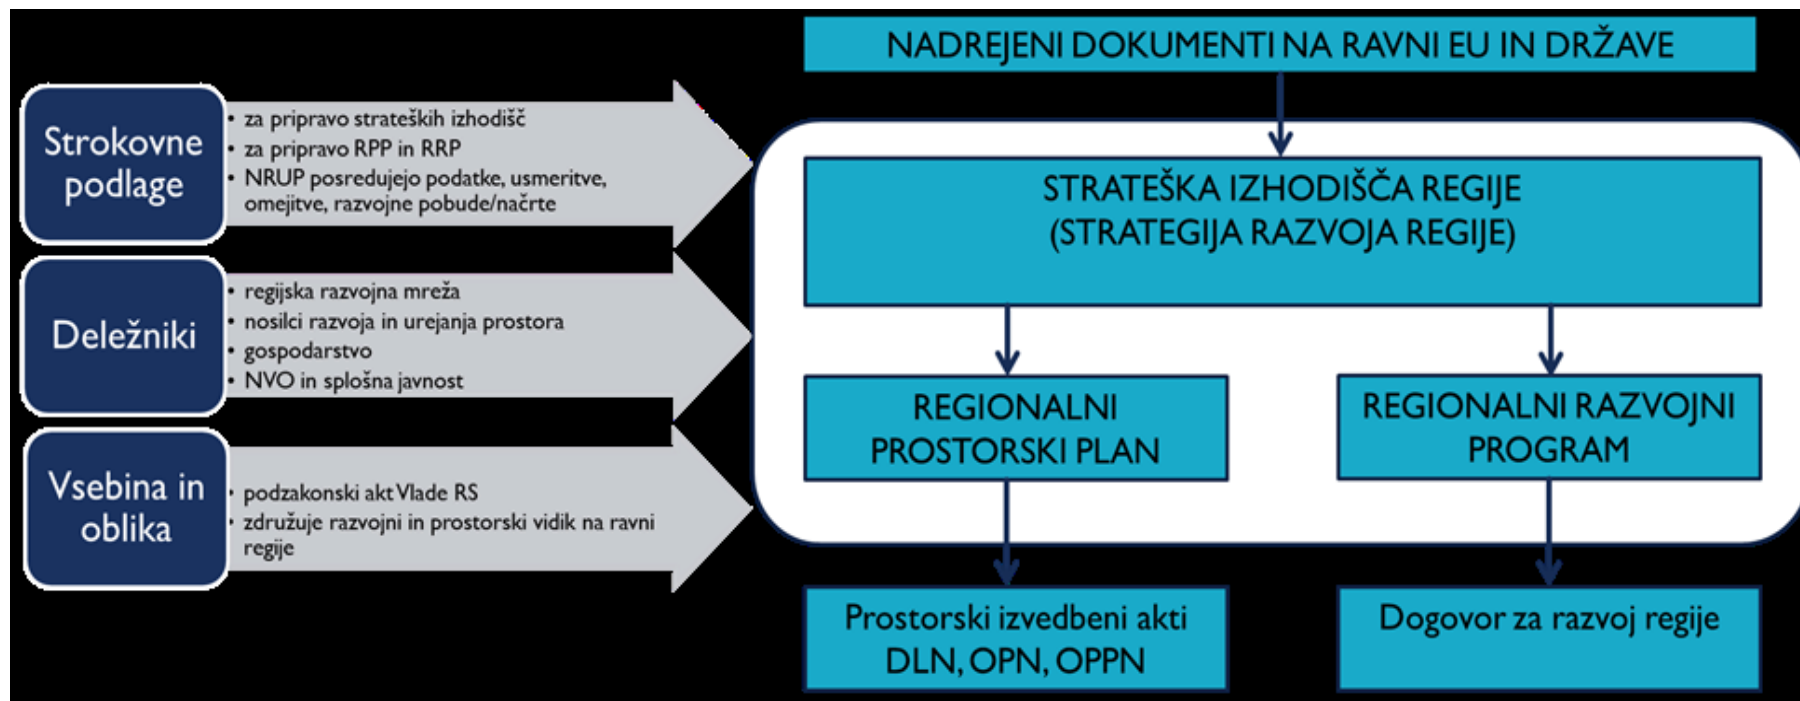 Strokovne
podlage
• za pripravo strateških izhodišč
• za pripravo RPP in RRP
• NRUP posredujejo podatke, usmeritve,
omejitve, razvojne pobude/načrte
Deležniki
• regijska razvojna mreža
• nosilci razvoja in urejanja prostora
• gospodarstvo
• NVO in splošna javnost
Vsebina in
oblika
• podzakonski akt Vlade RS
• združuje razvojni in prostorski vidik na ravni
regije
NADREJENI DOKUMENTI NA RAVNI EU IN DRŽAVE
STRATEŠKA IZHODIŠČA REGIJE
(STRATEGIJA RAZVOJA REGIJE)
REGIONALNI
PROSTORSKI PLAN
REGIONALNI RAZVOJNI
PROGRAM
Prostorski izvedbeni akti
DLN, OPN, OPPN
Dogovor za razvoj regije